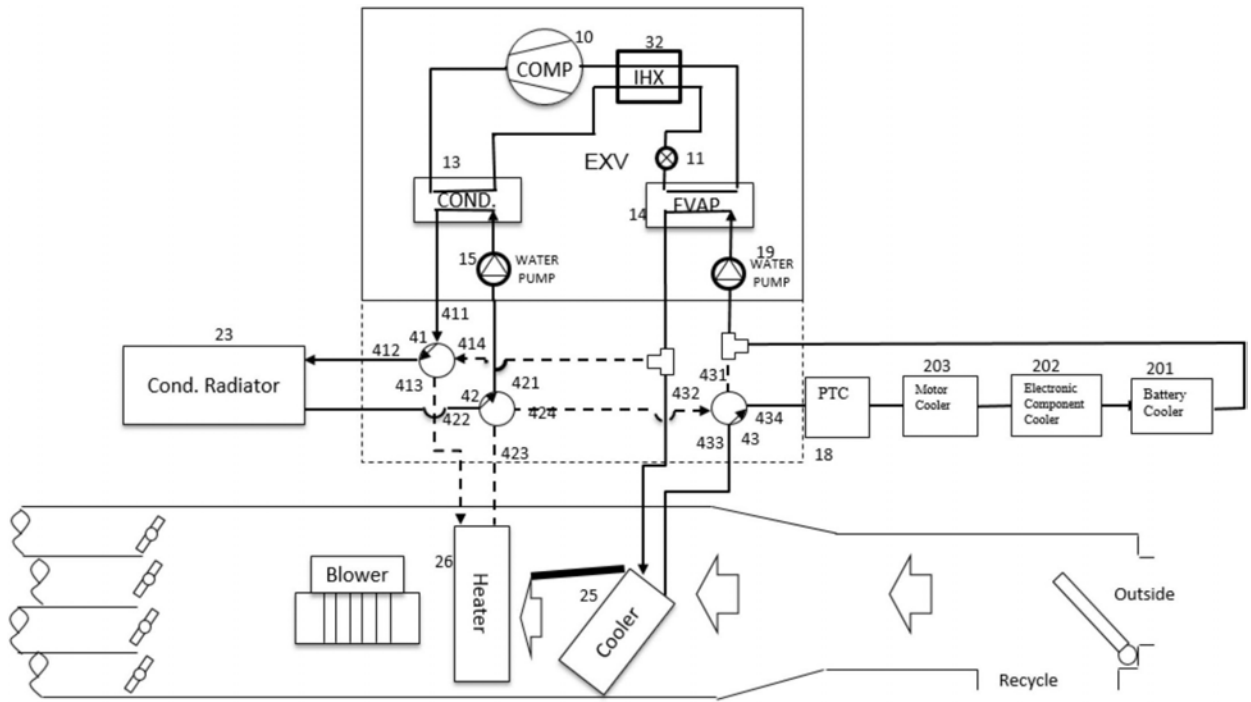 10
32
COMP
IHX
EXV
11
13
COND.
14
EVAP.
15
WATER
PUMP
19
WATER
PUMP
411
23
41
414
412
Cond. Radiator
413
421
42
422
424
423
431
432
434
433
43
PTC
18
203
Motor
Cooler
202
Electronic
Component
Cooler
201
Battery
Cooler
26
Heater
Blower
25
Cooler
Outside
Recycle